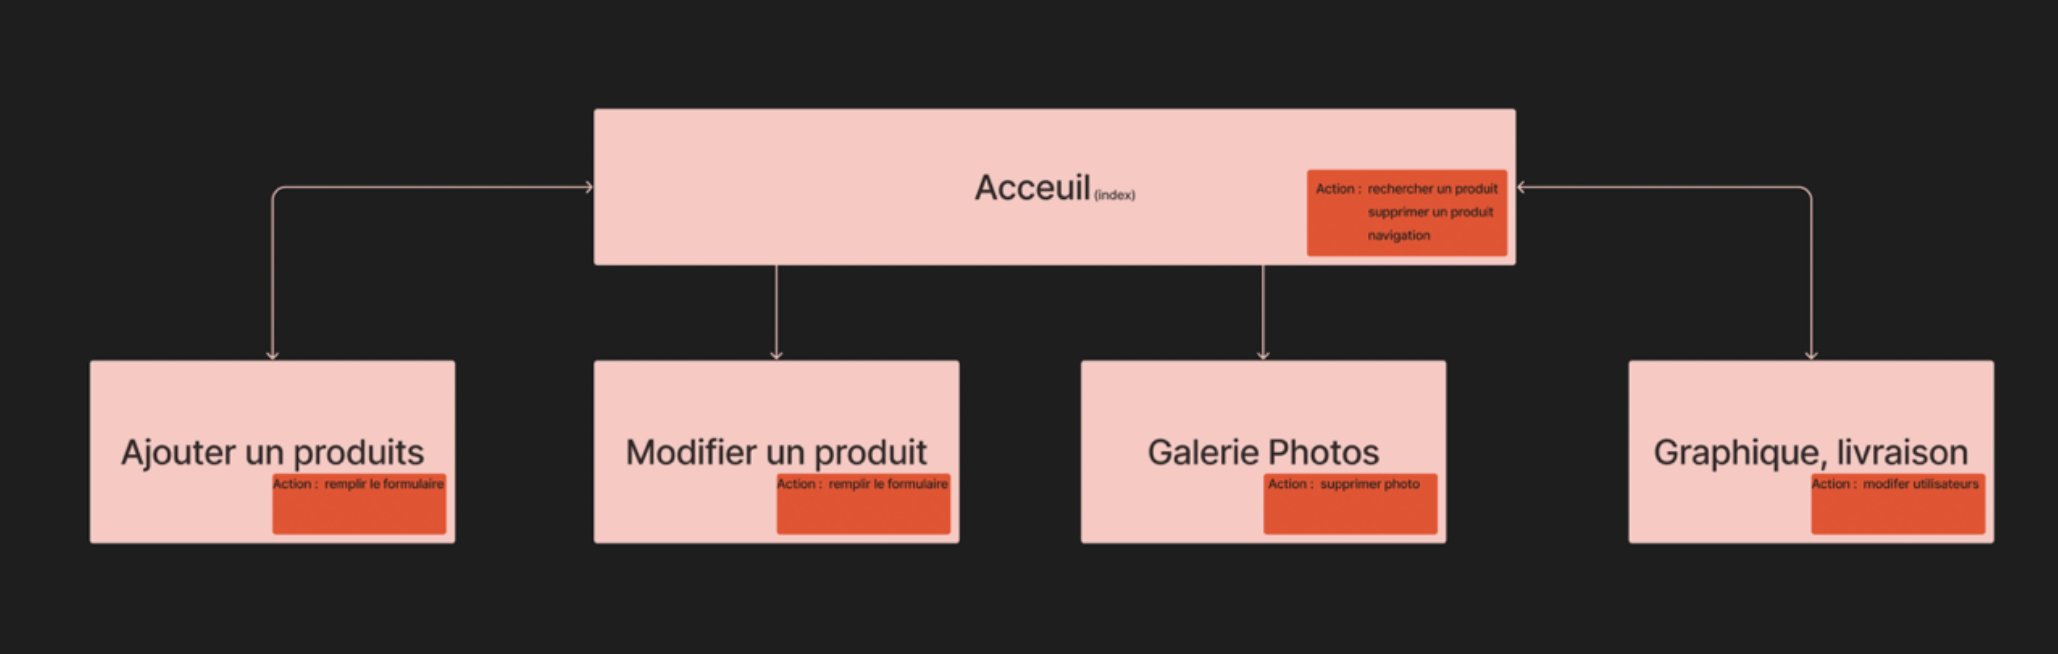 Acceuil (index)
Action : rechercher un produit
supprimer un produit
navigation
Ajouter un produits
Action : remplir le formulaire
Modifier un produit
Action : remplir le formulaire
Galerie Photos
Action : supprimer photo
Graphique, livraison
Action : modifer utilisateurs